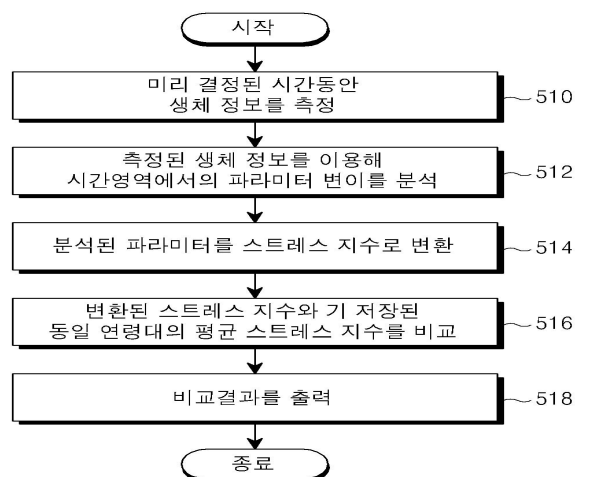 시작
미리 결정된 시간동안
생체 정보를 측정
510
측정된 생체 정보를 이용해
시간영역에서의 파라미터 변이를 분석
512
분석된 파라미터를 스트레스 지수로 변환
514
변환된 스트레스 지수와 기 저장된
동일 연령대의 평균 스트레스 지수를 비교
516
비교결과를 출력
518
종료